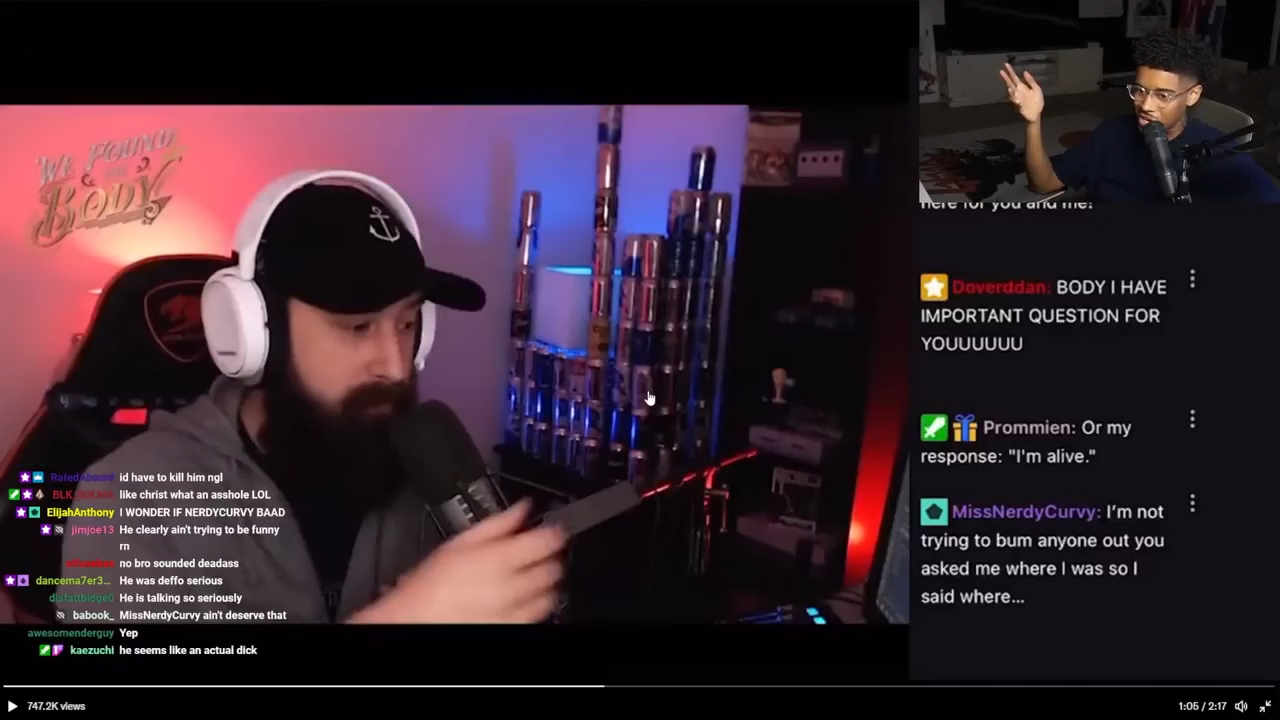 WE FOUND
BODY
here for you and me!
Doverddan: BODY I HAVE
IMPORTANT QUESTION FOR
YOUUUUUU
Prommien: Or my
response: "I'm alive."
MissNerdyCurvy: I'm not
trying to bum anyone out you
asked me where I was so I
said where...
RatedAbsurd id have to kill him ngl
like christ what an asshole LOL
ElijahAnthony I WONDER IF NERDYCURVY BAAD
jimjoe13 He clearly ain't trying to be funny
rn
no bro sounded deadass
dancema7er3... He was deffo serious
He is talking so seriously
babook_ MissNerdyCurvy ain't deserve that
awesomenderguy Yep
kaezuchi he seems like an actual dick
747.2K views
1:05 / 2:17